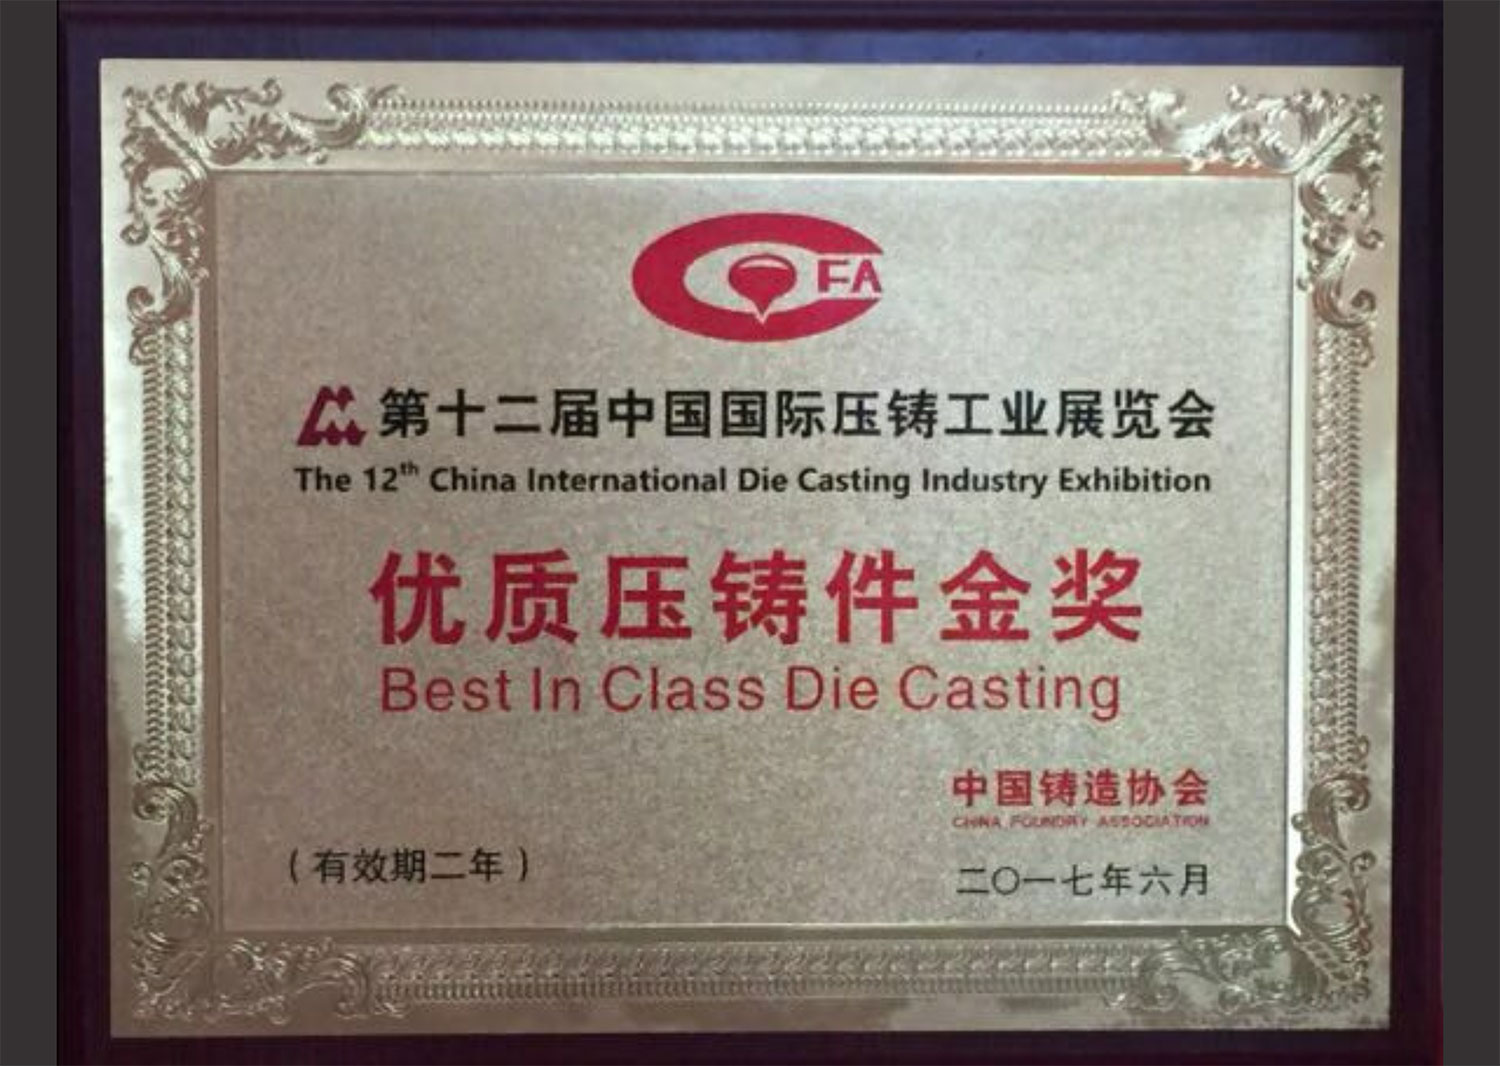 CFA
第十二届中国国际压铸工业展览会
The 12th China International Die Casting Industry Exhibition
优质压铸件金奖
Best In Class Die Casting
中国铸造协会
CHINA FOUNDRY ASSOCIATION
（有效期二年）
二〇一七年六月